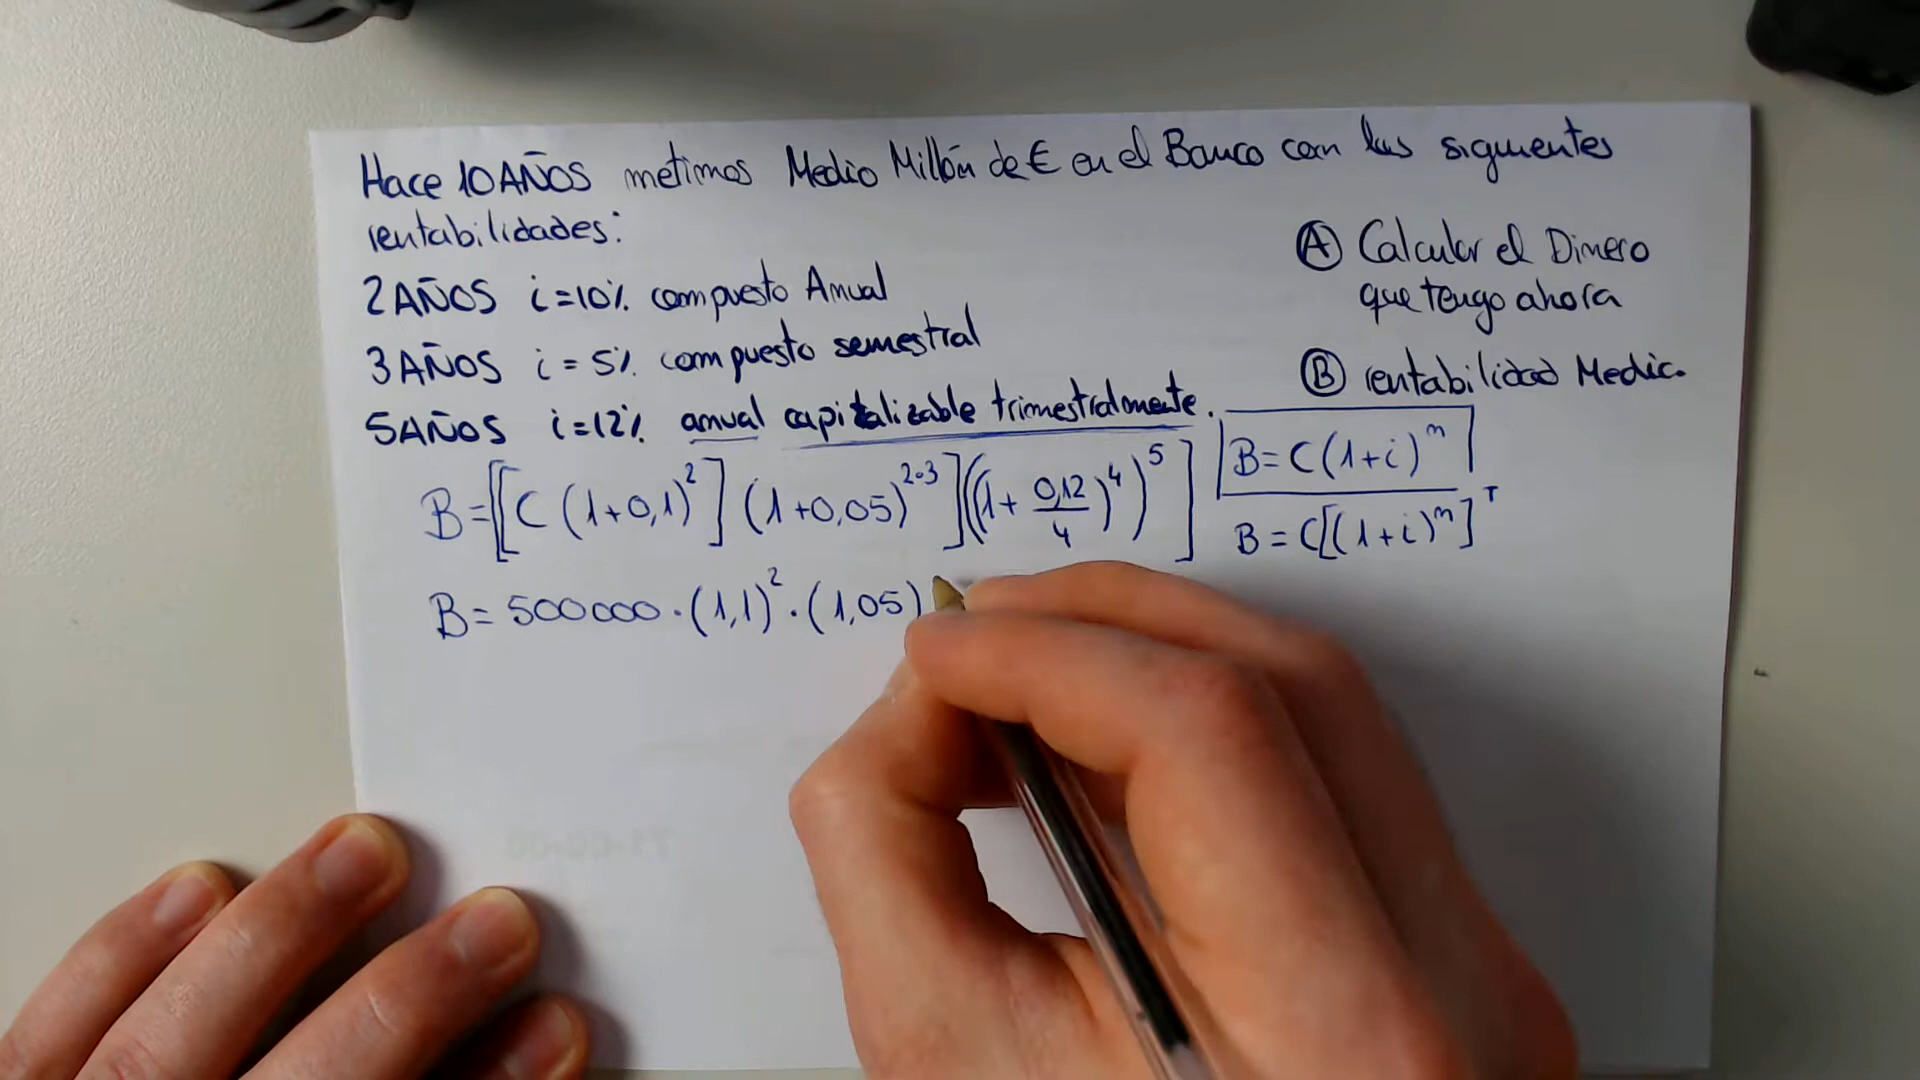 Hace 10 AÑOS metimos Medio Millón de € en el Banco con las siguientes
rentabilidades:
2 AÑOS i=10% compuesto Anual
3 AÑOS i = 5% compuesto semestral
5 AÑOS i=12% anual capitalizable trimestralmente.
Ⓐ Calcular el Dinero
que tengo ahora
Ⓑ rentabilidad Media.
B=[[C(1+0,1)²](1+0,05)²·³]((1+0,12/4)⁴)⁵]
B=C(1+i)ⁿ
B=C[(1+i)ⁿ]ᵀ
B=500000·(1,1)²·(1,05)